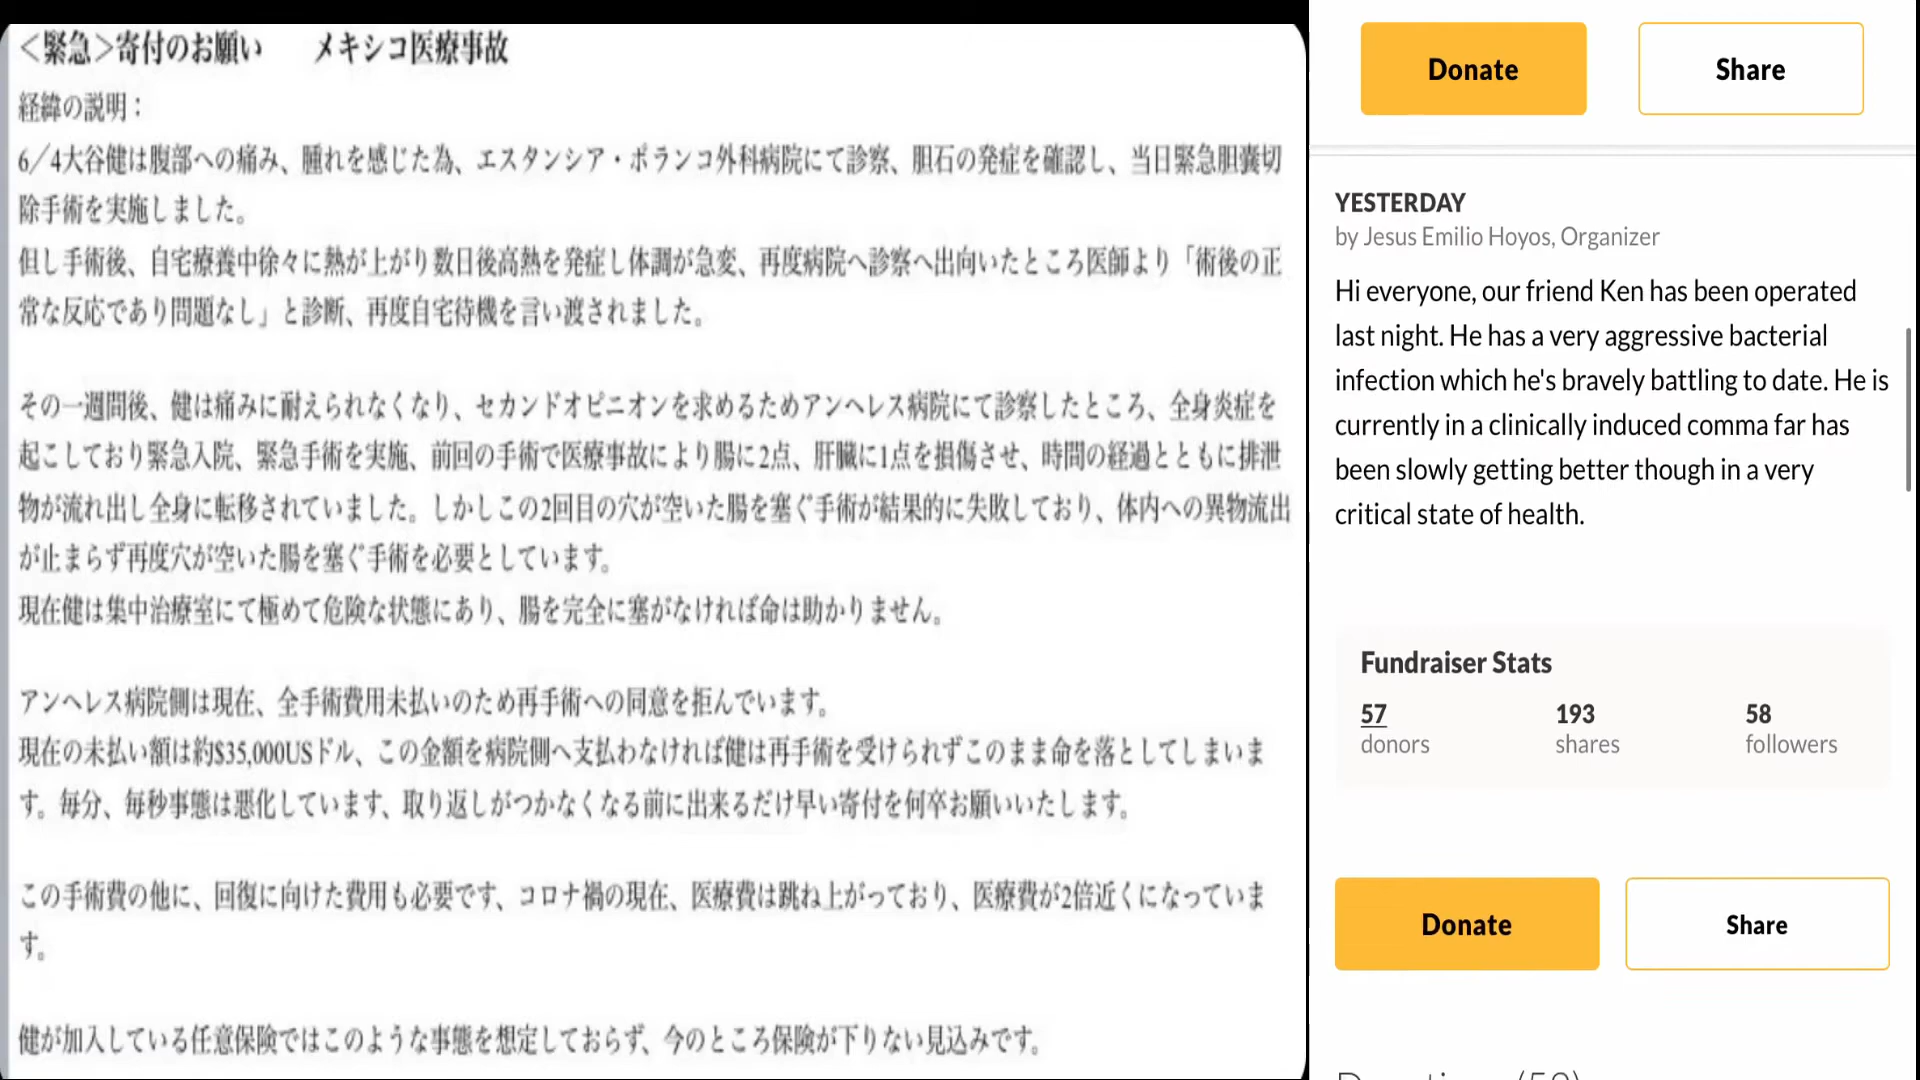 ＜緊急＞寄付のお願い　　メキシコ医療事故
経緯の説明：
6/4大谷健は腹部への痛み、腫れを感じた為、エスタンシア・ポランコ外科病院にて診察、胆石の発症を確認し、当日緊急胆嚢切
除手術を実施しました。
但し手術後、自宅療養中徐々に熱が上がり数日後高熱を発症し体調が急変、再度病院へ診察へ出向いたところ医師より「術後の正
常な反応であり問題なし」と診断、再度自宅待機を言い渡されました。
その一週間後、健は痛みに耐えられなくなり、セカンドオピニオンを求めるためアンヘレス病院にて診察したところ、全身炎症を
起こしており緊急入院、緊急手術を実施、前回の手術で医療事故により腸に2点、肝臓に1点を損傷させ、時間の経過とともに排泄
物が流れ出し全身に転移されていました。しかしこの2回目の穴が空いた腸を塞ぐ手術が結果的に失敗しており、体内への異物流出
が止まらず再度穴が空いた腸を塞ぐ手術を必要としています。
現在健は集中治療室にて極めて危険な状態にあり、腸を完全に塞がなければ命は助かりません。
アンヘレス病院側は現在、全手術費用未払いのため再手術への同意を拒んでいます。
現在の未払い額は約$35,000USドル、この金額を病院側へ支払わなければ健は再手術を受けられずこのまま命を落としてしまいま
す。毎分、毎秒事態は悪化しています、取り返しがつかなくなる前に出来るだけ早い寄付を何卒お願いいたします。
この手術費の他に、回復に向けた費用も必要です、コロナ禍の現在、医療費は跳ね上がっており、医療費が2倍近くになっていま
す。
健が加入している任意保険ではこのような事態を想定しておらず、今のところ保険が下りない見込みです。
Donate
Share
YESTERDAY
by Jesus Emilio Hoyos, Organizer
Hi everyone, our friend Ken has been operated
last night. He has a very aggressive bacterial
infection which he's bravely battling to date. He is
currently in a clinically induced comma far has
been slowly getting better though in a very
critical state of health.
Fundraiser Stats
57 193 58
donors shares followers
Donate
Share